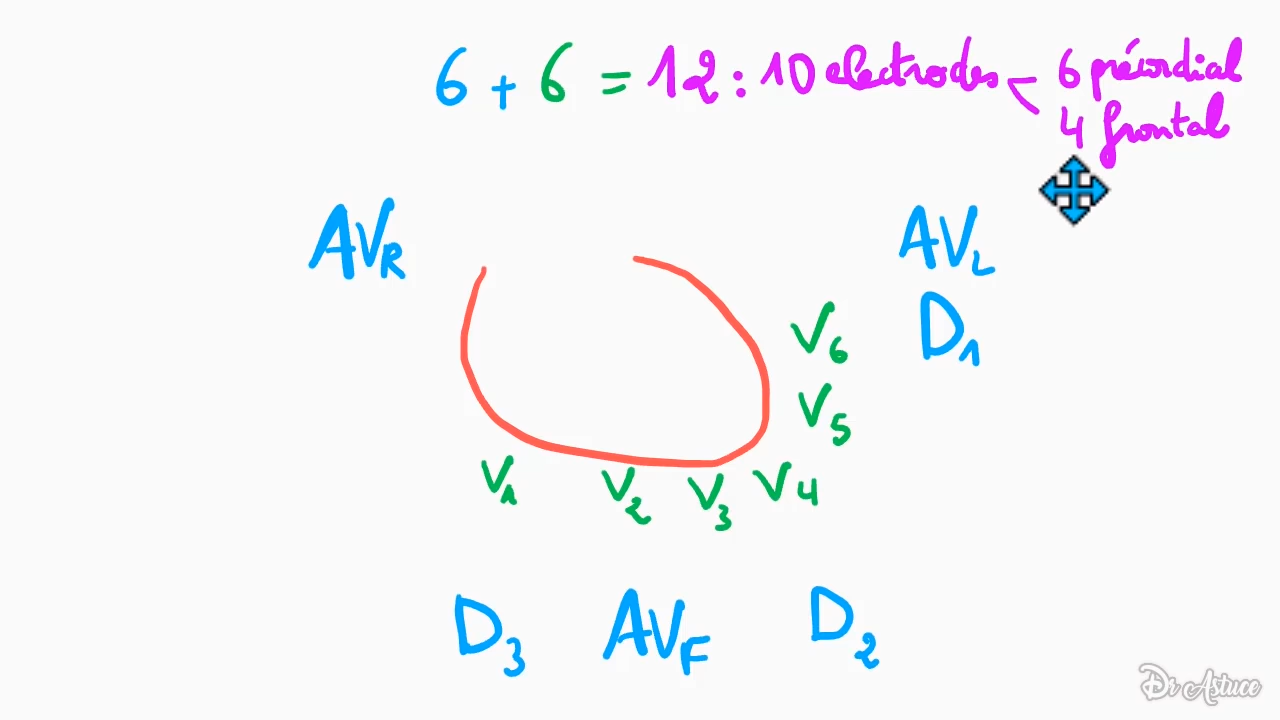 6 + 6 = 12 : 10 electrodes 6 précordial
4 frontal
AVR
AVL
D1
V6
V5
V1 V2 V3 V4
D3 AVF D2
Dr Astuce